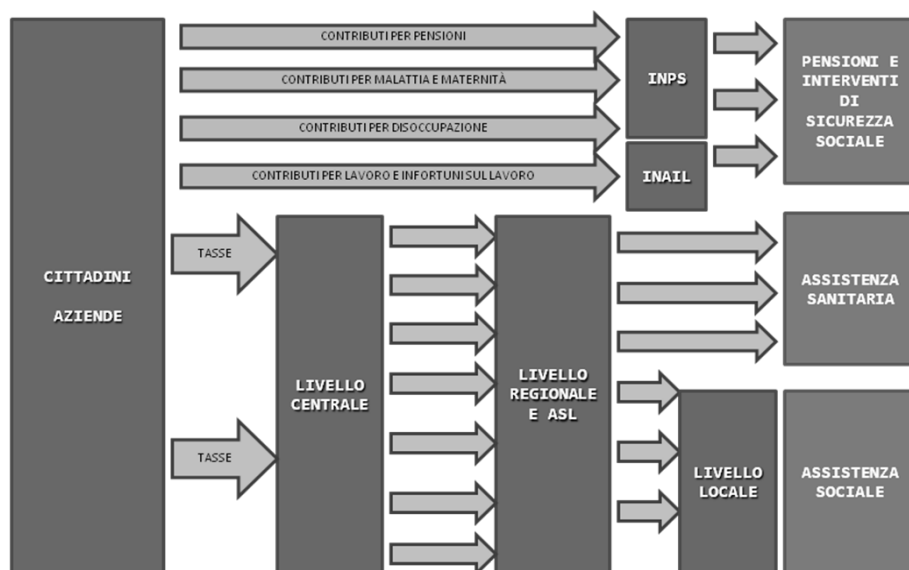 CONTRIBUTI PER PENSIONI
CONTRIBUTI PER MALATTIA E MATERNITÀ
CONTRIBUTI PER DISOCCUPAZIONE
CONTRIBUTI PER LAVORO E INFORTUNI SUL LAVORO
INPS
INAIL
PENSIONI E
INTERVENTI
DI
SICUREZZA
SOCIALE
CITTADINI
AZIENDE
TASSE
TASSE
LIVELLO
CENTRALE
LIVELLO
REGIONALE
E ASL
ASSISTENZA
SANITARIA
LIVELLO
LOCALE
ASSISTENZA
SOCIALE